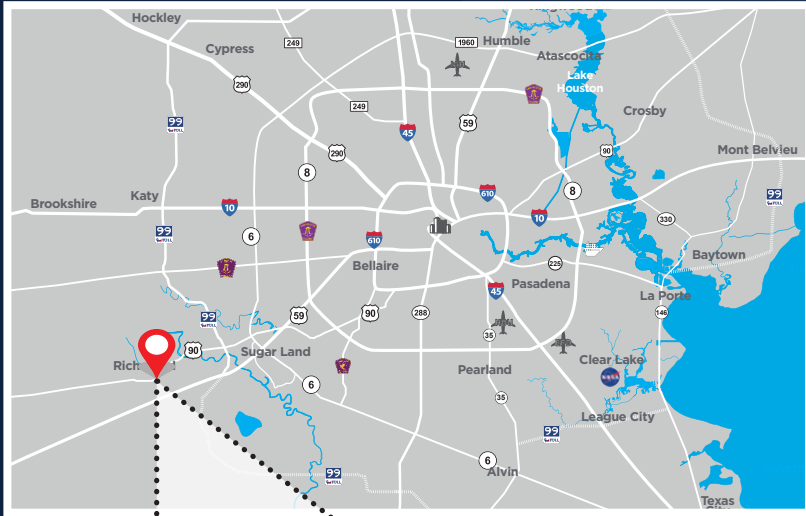 Hockley
Cypress
249
1960
Humble
Atascocita
290
Lake
Houston
249
59
Crosby
45
99
TOLL
90
290
Mont Belvieu
8
Katy
10
610
8
99
TOLL
Brookshire
10
330
99
TOLL
6
610
225
Baytown
Bellaire
Pasadena
45
La Porte
99
TOLL
59
90
288
146
35
90
Sugar Land
Clear Lake
Pearland
NASA
6
35
League City
99
TOLL
6
Alvin
99
TOLL
Texas